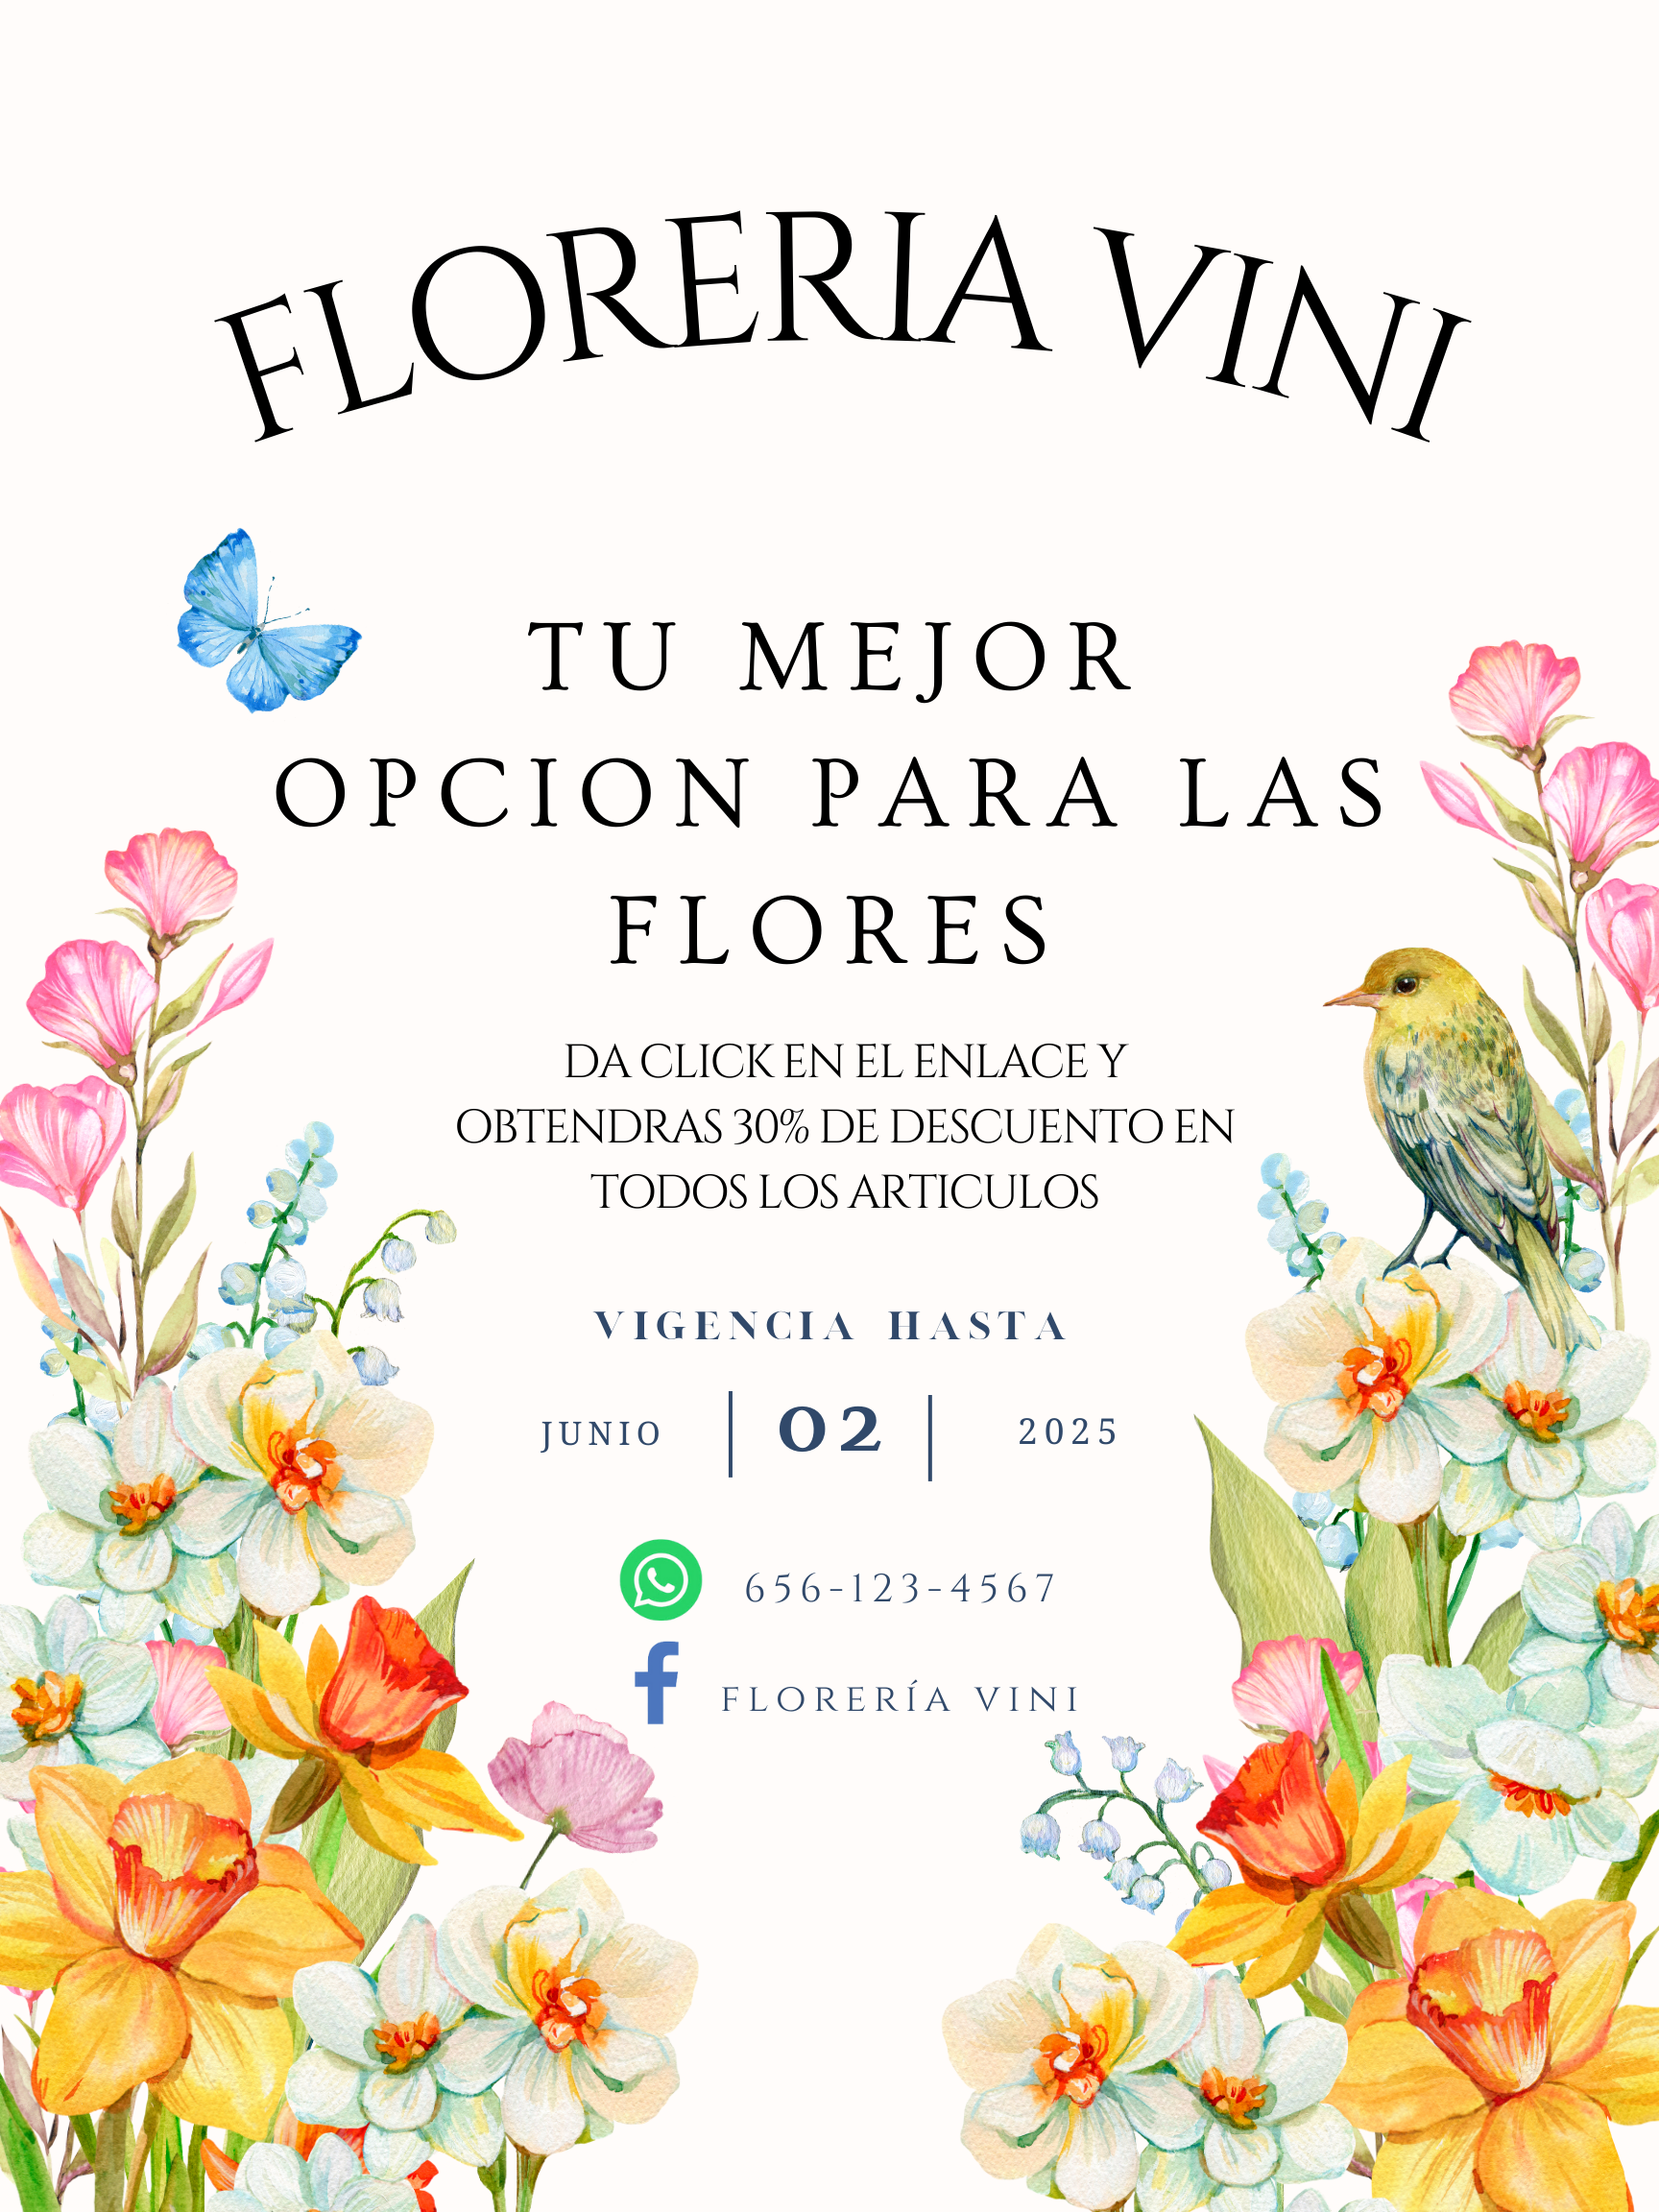 FLORERIA VINI
TU MEJOR
OPCION PARA LAS
FLORES
DA CLICK EN EL ENLACE Y
OBTENDRAS 30% DE DESCUENTO EN
TODOS LOS ARTICULOS
VIGENCIA HASTA
JUNIO | 02 | 2025
656-123-4567
FLORERÍA VINI